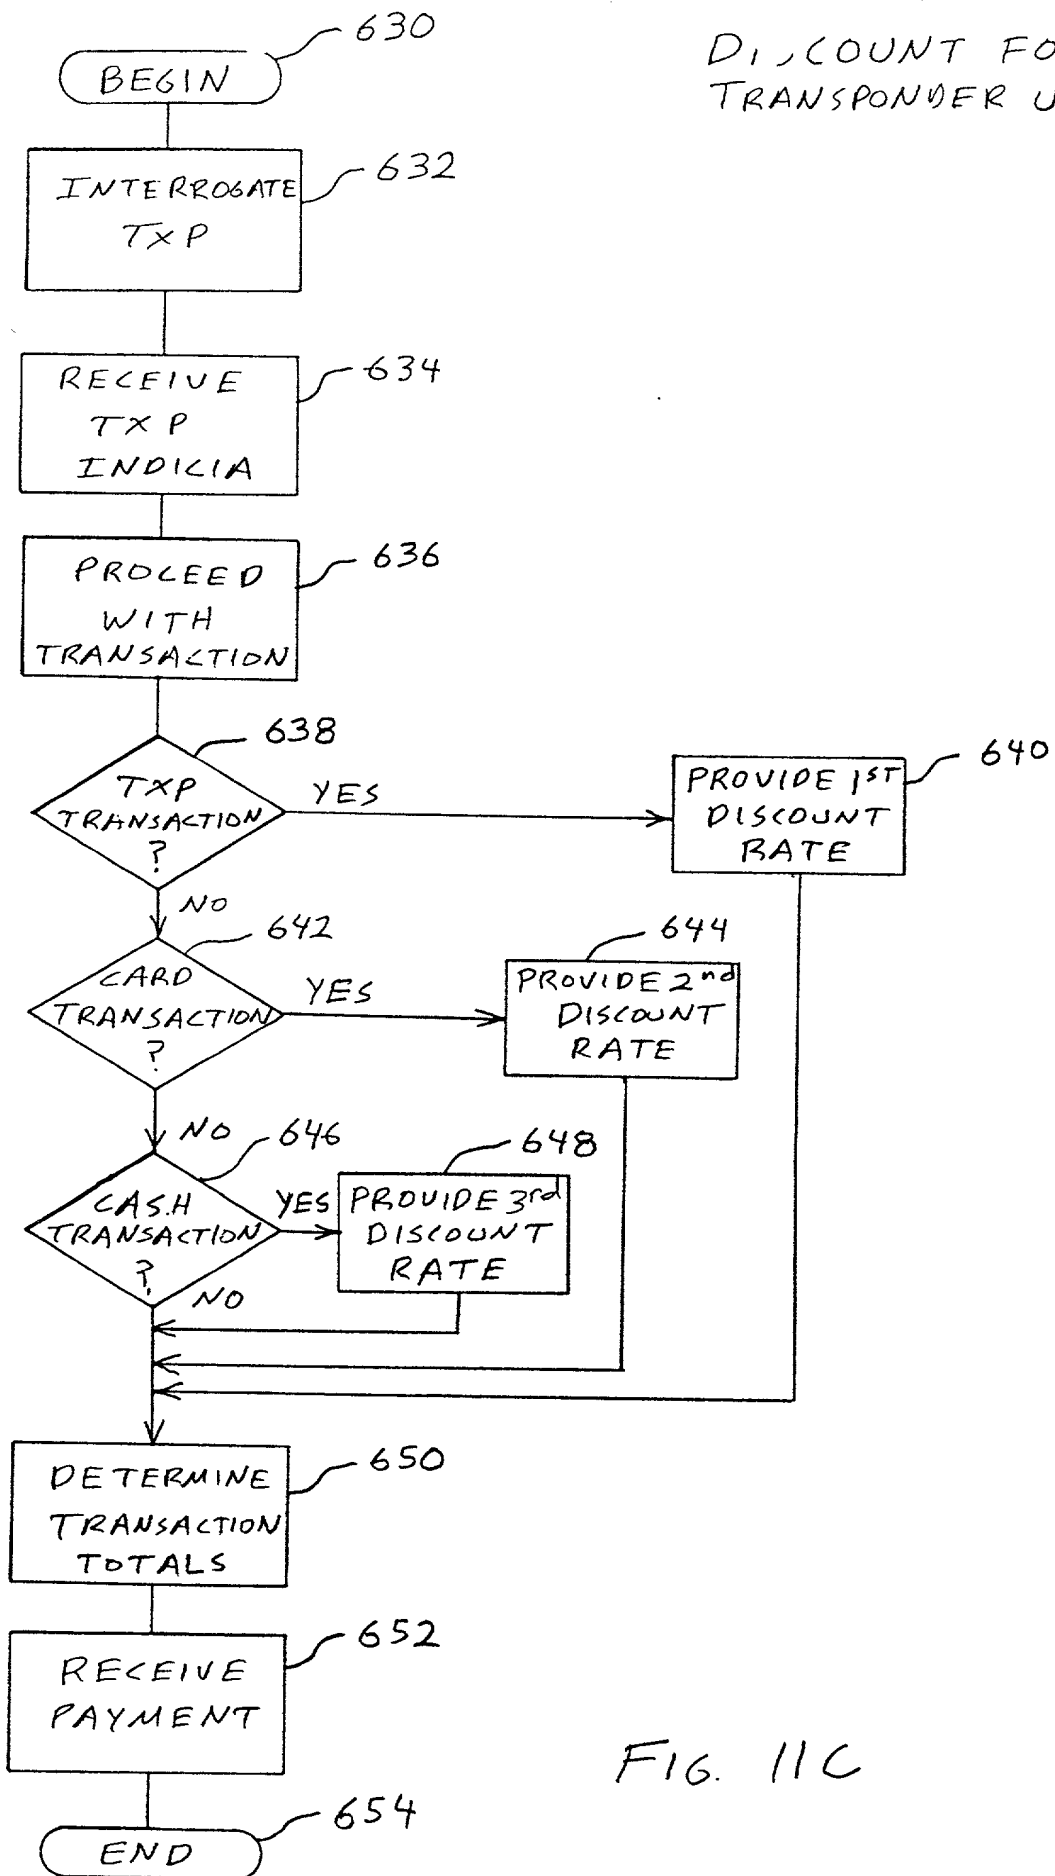 630
BEGIN
DISCOUNT FO
TRANSPONDER U
632
INTERROGATE
TXP
634
RECEIVE
TXP
INDICIA
636
PROCEED
WITH
TRANSACTION
638
TXP
TRANSACTION
?
YES
NO
640
PROVIDE 1ST
DISCOUNT
RATE
642
CARD
TRANSACTION
?
YES
NO
644
PROVIDE 2nd
DISCOUNT
RATE
646
CASH
TRANSACTION
?
YES
NO
648
PROVIDE 3rd
DISCOUNT
RATE
650
DETERMINE
TRANSACTION
TOTALS
652
RECEIVE
PAYMENT
654
END
FIG. 11C